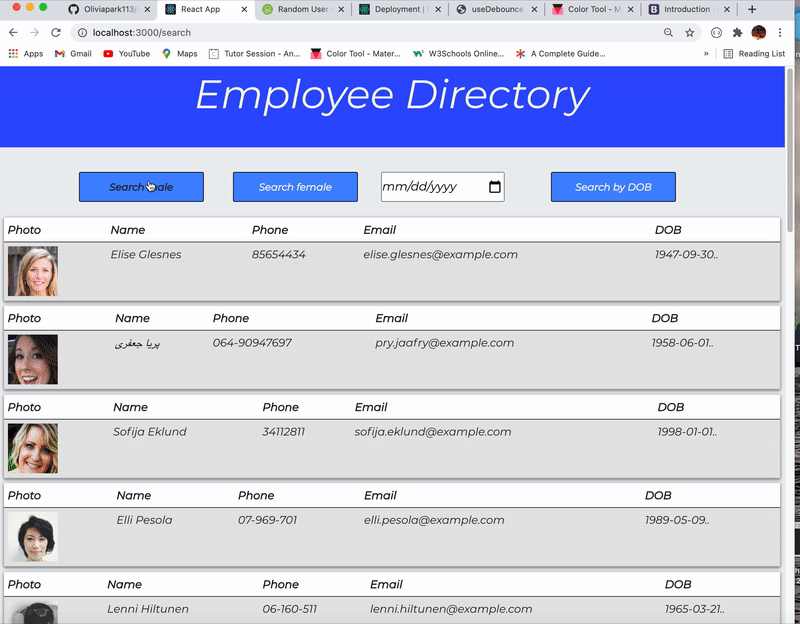 Oliviapark113/
React App
Random User
Deployment |
useDebounce
Color Tool - M
Introduction -
localhost:3000/search
Apps
Gmail
YouTube
Maps
Tutor Session - An...
Color Tool - Mater...
W3Schools Online...
A Complete Guide...
»
Reading List
Employee Directory
Search male
Search female
mm/dd/yyyy
Search by DOB
Photo Name Phone Email DOB
Elise Glesnes 85654434 elise.glesnes@example.com 1947-09-30..
Photo Name Phone Email DOB
پریا جعفری 064-90947697 pry.jaafry@example.com 1958-06-01..
Photo Name Phone Email DOB
Sofija Eklund 34112811 sofija.eklund@example.com 1998-01-01..
Photo Name Phone Email DOB
Elli Pesola 07-969-701 elli.pesola@example.com 1989-05-09..
Photo Name Phone Email DOB
Lenni Hiltunen 06-160-511 lenni.hiltunen@example.com 1965-03-21..